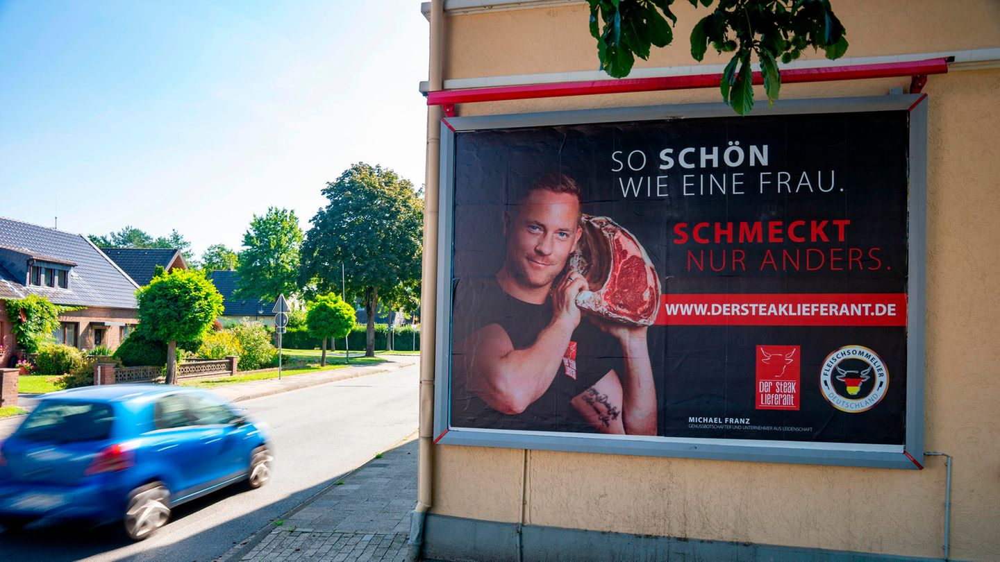 SO SCHÖN
WIE EINE FRAU.
SCHMECKT
NUR ANDERS.
WWW.DERSTEAKLIEFERANT.DE
DER STEAK
LIEFERANT
FLEISCHSOMMELIER
DEUTSCHLAND
MICHAEL FRANZ
GENUSSBOTSCHAFTER UND UNTERNEHMER AUS LEIDENSCHAFT